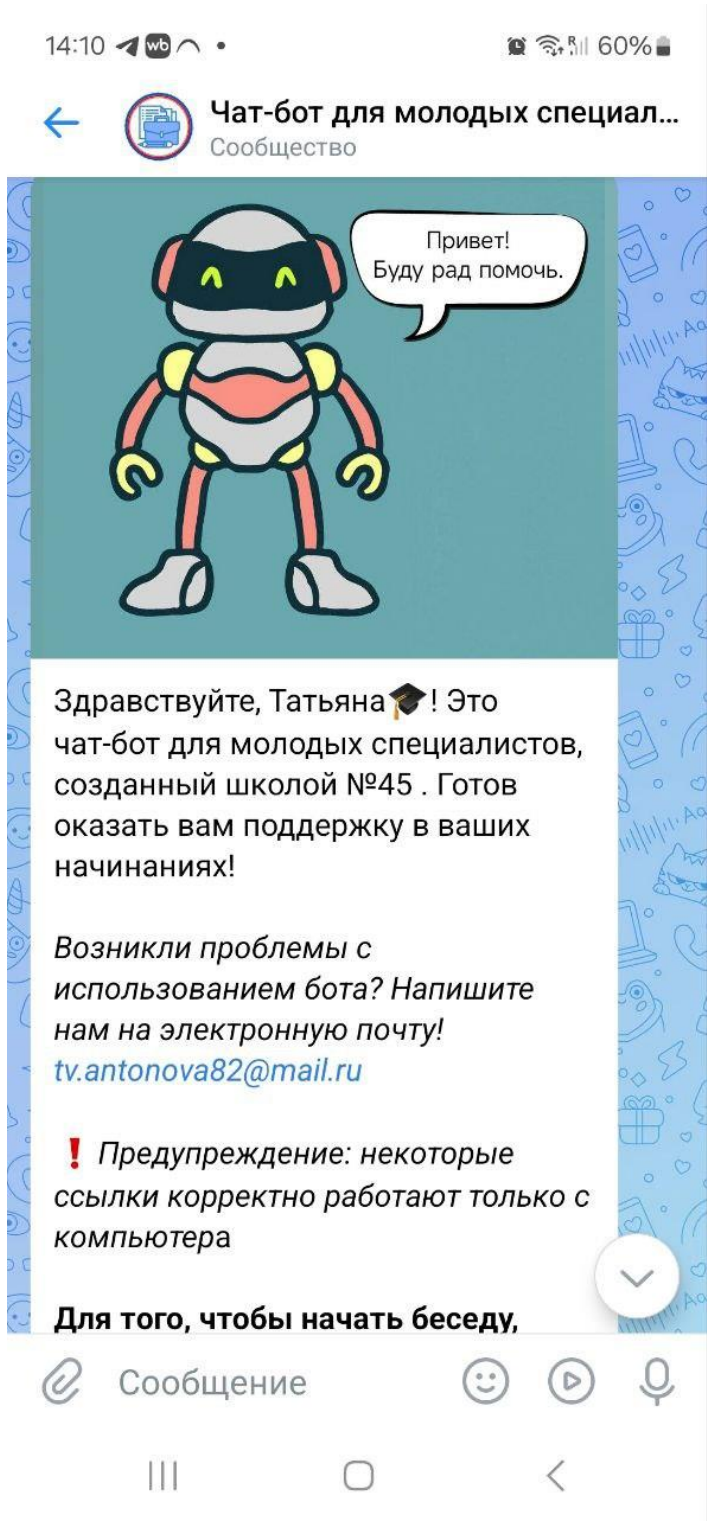 14:10 wb R 60%
Чат-бот для молодых специал...
Сообщество
Привет!
Буду рад помочь.
Здравствуйте, Татьяна🎓! Это
чат-бот для молодых специалистов,
созданный школой №45 . Готов
оказать вам поддержку в ваших
начинаниях!
Возникли проблемы с
использованием бота? Напишите
нам на электронную почту!
tv.antonova82@mail.ru
❗ Предупреждение: некоторые
ссылки корректно работают только с
компьютера
Для того, чтобы начать беседу,
Сообщение